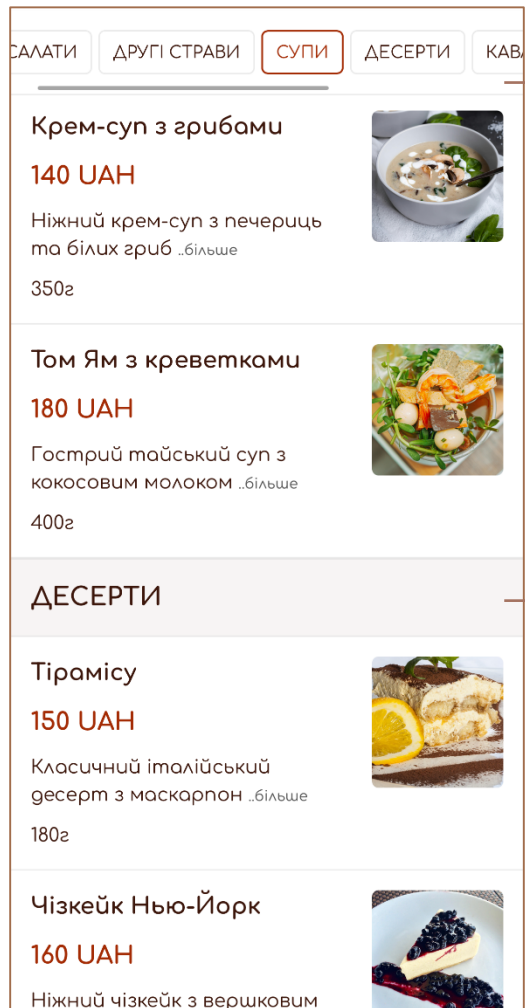 САЛАТИ
ДРУГІ СТРАВИ
СУПИ
ДЕСЕРТИ
КАВА
Крем-суп з грибами
140 UAH
Ніжний крем-суп з печериць
та білих гриб ..більше
350г
Том Ям з креветками
180 UAH
Гострий тайський суп з
кокосовим молоком ..більше
400г
ДЕСЕРТИ
Тірамісу
150 UAH
Класичний італійський
десерт з маскарпон ..більше
180г
Чізкейк Нью-Йорк
160 UAH
Ніжний чізкейк з вершковим